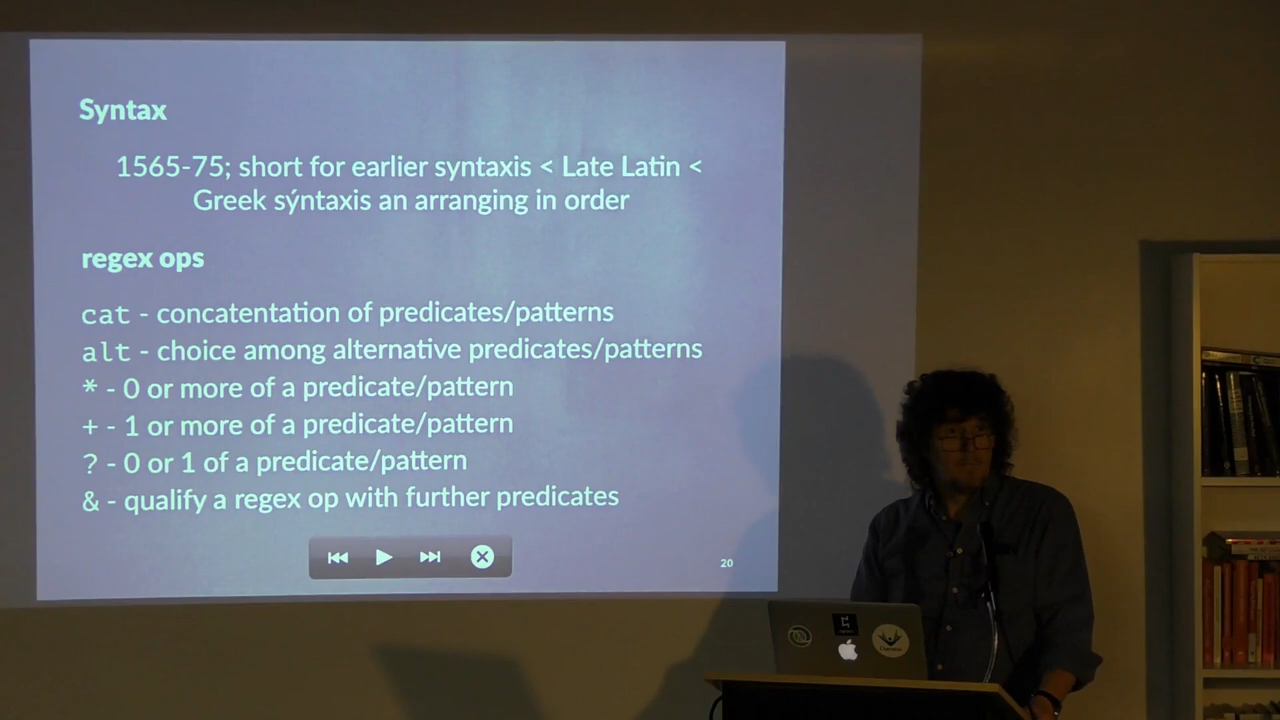 Syntax
1565-75; short for earlier syntaxis < Late Latin <
Greek sýntaxis an arranging in order
regex ops
cat - concatentation of predicates/patterns
alt - choice among alternative predicates/patterns
* - 0 or more of a predicate/pattern
+ - 1 or more of a predicate/pattern
? - 0 or 1 of a predicate/pattern
& - qualify a regex op with further predicates
20